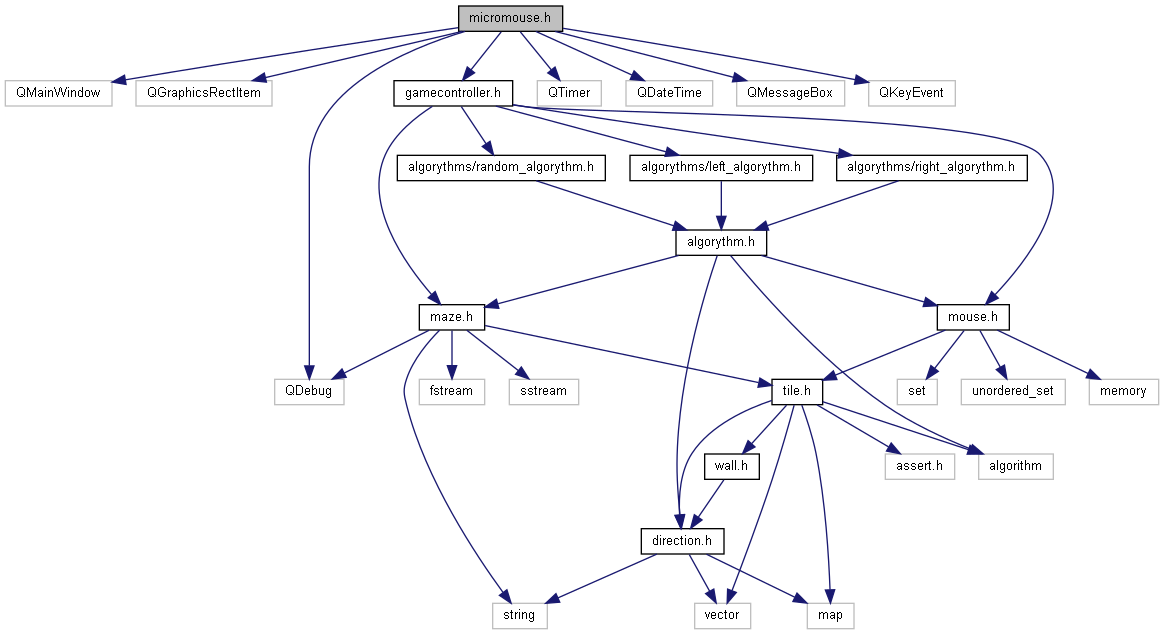 micromouse.h
QMainWindow
QGraphicsRectItem
gamecontroller.h
QTimer
QDateTime
QMessageBox
QKeyEvent
algorythms/random_algorythm.h
algorythms/left_algorythm.h
algorythms/right_algorythm.h
algorythm.h
maze.h
mouse.h
QDebug
fstream
sstream
tile.h
set
unordered_set
memory
wall.h
assert.h
algorithm
direction.h
string
vector
map